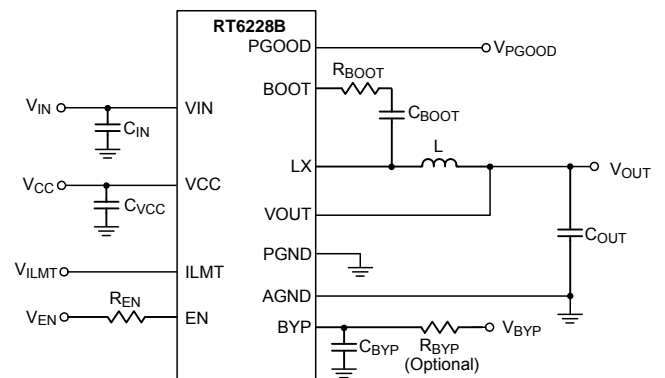 RT6228B
PGOOD
VPGOOD
RBOOT
BOOT
CBOOT
VIN
VIN
CIN
L
LX
VOUT
VCC
VCC
CVCC
VOUT
COUT
PGND
VILMT
ILMT
AGND
REN
VEN
EN
BYP
VBYP
CBYP
RBYP
(Optional)